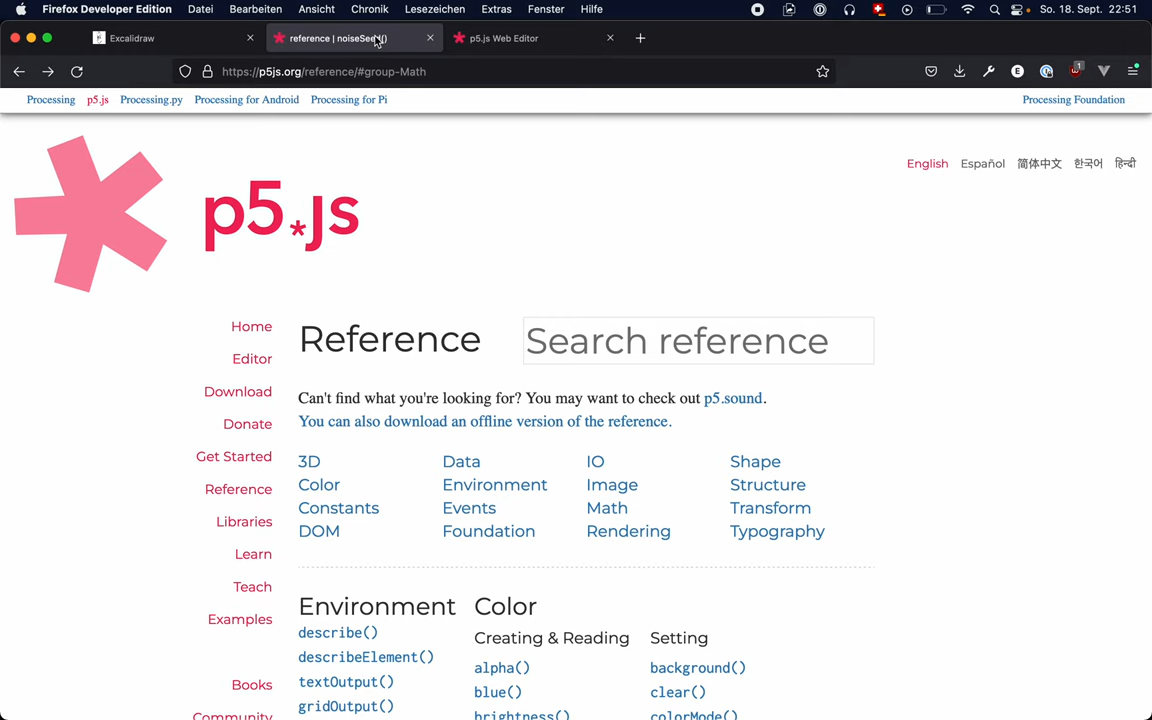 Firefox Developer Edition Datei Bearbeiten Ansicht Chronik Lesezeichen Extras Fenster Hilfe So. 18. Sept. 22:51
Excalidraw reference | noiseSeed() p5.js Web Editor
https://p5js.org/reference/#group-Math
Processing p5.js Processing.py Processing for Android Processing for Pi Processing Foundation
English Español 简体中文 한국어 हिन्दी
p5*js
Home
Editor
Download
Donate
Get Started
Reference
Libraries
Learn
Teach
Examples
Books
Community
Reference Search reference
Can't find what you're looking for? You may want to check out p5.sound.
You can also download an offline version of the reference.
3D Data IO Shape
Color Environment Image Structure
Constants Events Math Transform
DOM Foundation Rendering Typography
Environment Color
describe() Creating & Reading Setting
describeElement() alpha() background()
textOutput() blue() clear()
gridOutput() brightness() colorMode()